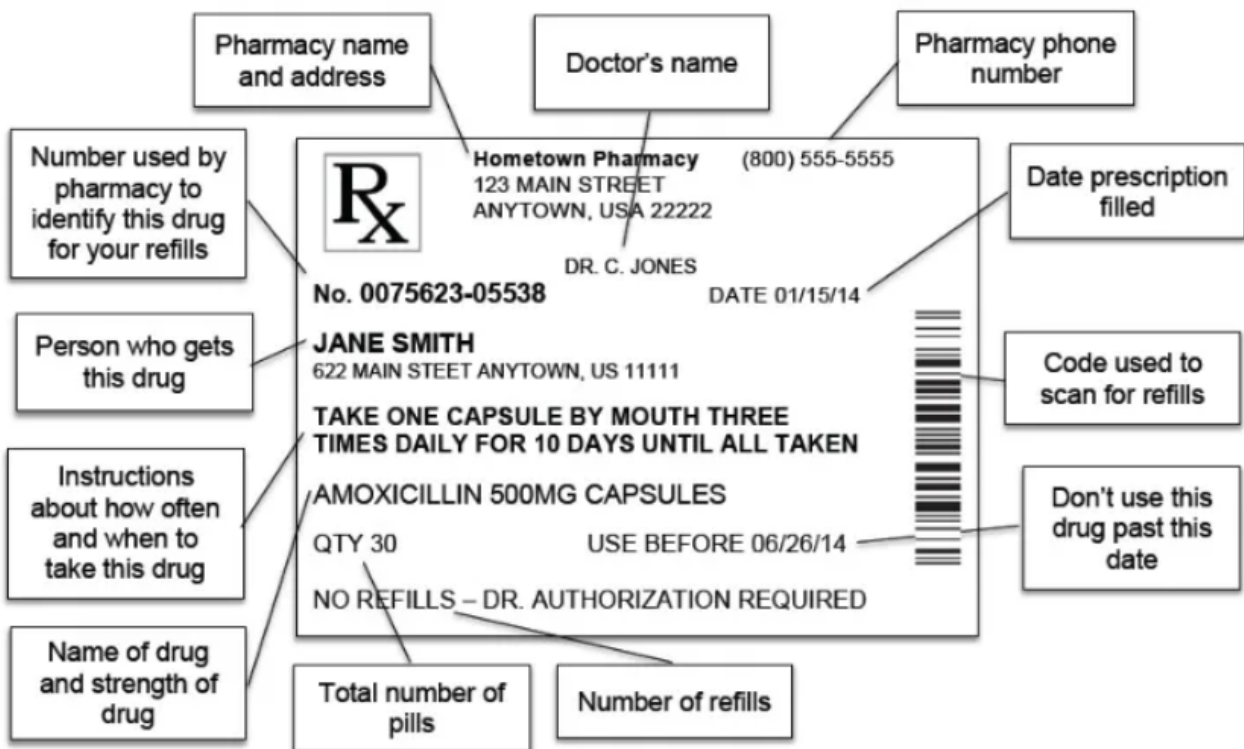 Pharmacy name
and address
Doctor's name
Pharmacy phone
number
Number used by
pharmacy to
identify this drug
for your refills
Rx
Hometown Pharmacy (800) 555-5555
123 MAIN STREET
ANYTOWN, USA 22222
Date prescription
filled
DR. C. JONES
No. 0075623-05538 DATE 01/15/14
Person who gets
this drug
JANE SMITH
622 MAIN STEET ANYTOWN, US 11111
Code used to
scan for refills
TAKE ONE CAPSULE BY MOUTH THREE
TIMES DAILY FOR 10 DAYS UNTIL ALL TAKEN
Instructions
about how often
and when to
take this drug
AMOXICILLIN 500MG CAPSULES
QTY 30 USE BEFORE 06/26/14
Don't use this
drug past this
date
NO REFILLS – DR. AUTHORIZATION REQUIRED
Name of drug
and strength of
drug
Total number of
pills
Number of refills